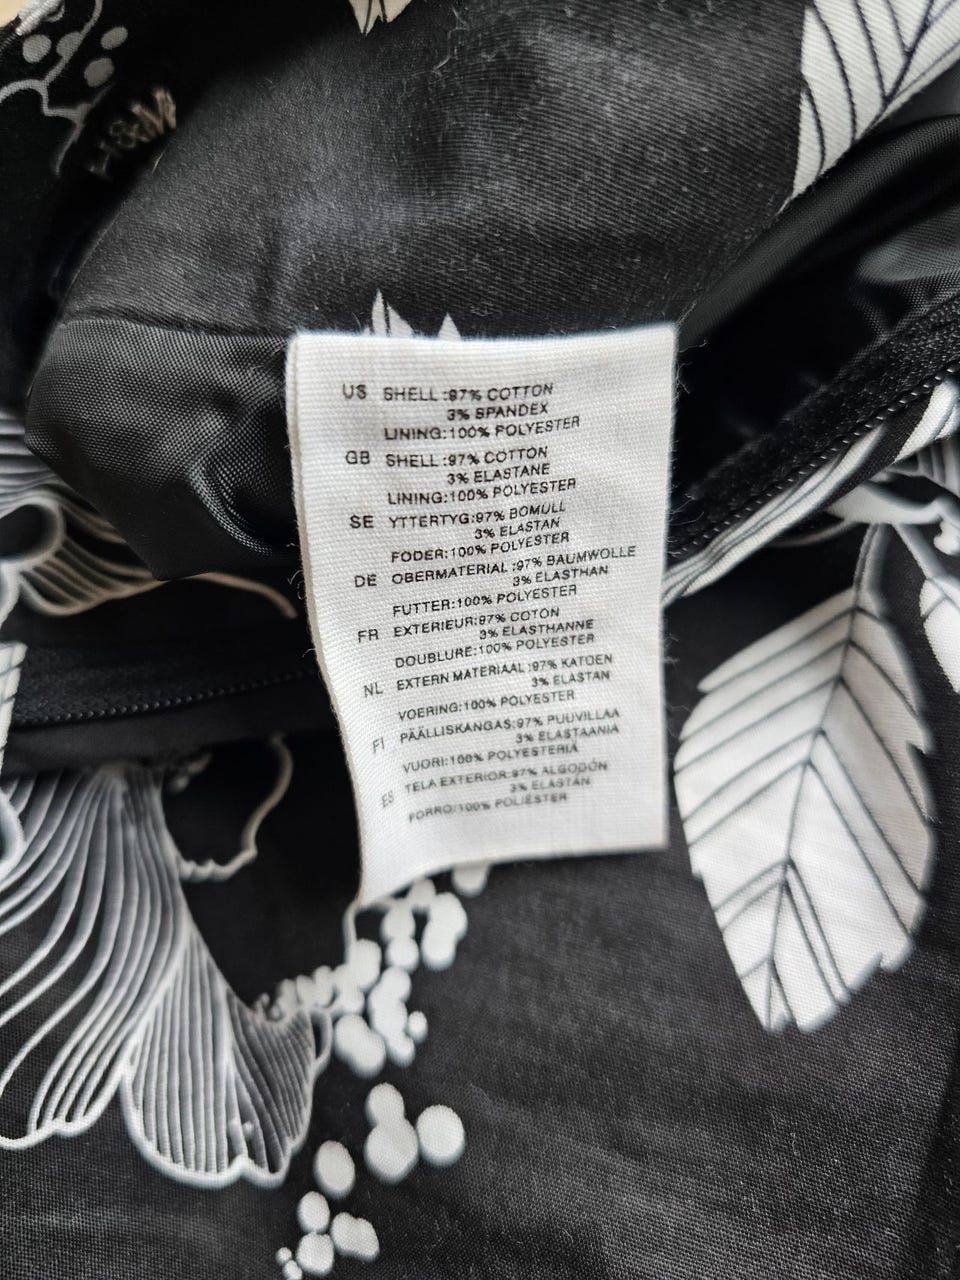 H&M
US SHELL :97% COTTON
3% SPANDEX
LINING:100% POLYESTER
GB SHELL :97% COTTON
3% ELASTANE
LINING:100% POLYESTER
SE YTTERTYG:97% BOMULL
3% ELASTAN
FODER:100% POLYESTER
DE OBERMATERIAL :97% BAUMWOLLE
3% ELASTHAN
FUTTER:100% POLYESTER
FR EXTERIEUR:97% COTON
3% ELASTHANNE
DOUBLURE:100% POLYESTER
NL EXTERN MATERIAAL :97% KATOEN
3% ELASTAN
VOERING:100% POLYESTER
FI PÄÄLLISKANGAS:97% PUUVILLAA
3% ELASTAANIA
VUORI:100% POLYESTERIÄ
ES TELA EXTERIOR:97% ALGODÓN
3% ELASTÁN
FORRO:100% POLIÉSTER